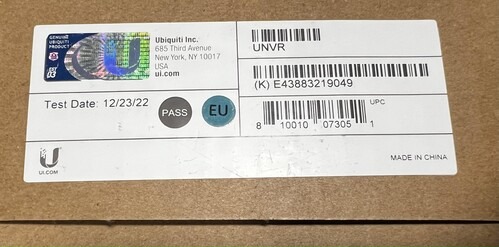 GENUINE
UBIQUITI
PRODUCT
03
U
Ubiquiti Inc.
685 Third Avenue
New York, NY 10017
USA
ui.com
UNVR
(K) E43883219049
Test Date: 12/23/22
PASS
EU
UPC
8 10010 07305 1
U
UI.COM
MADE IN CHINA